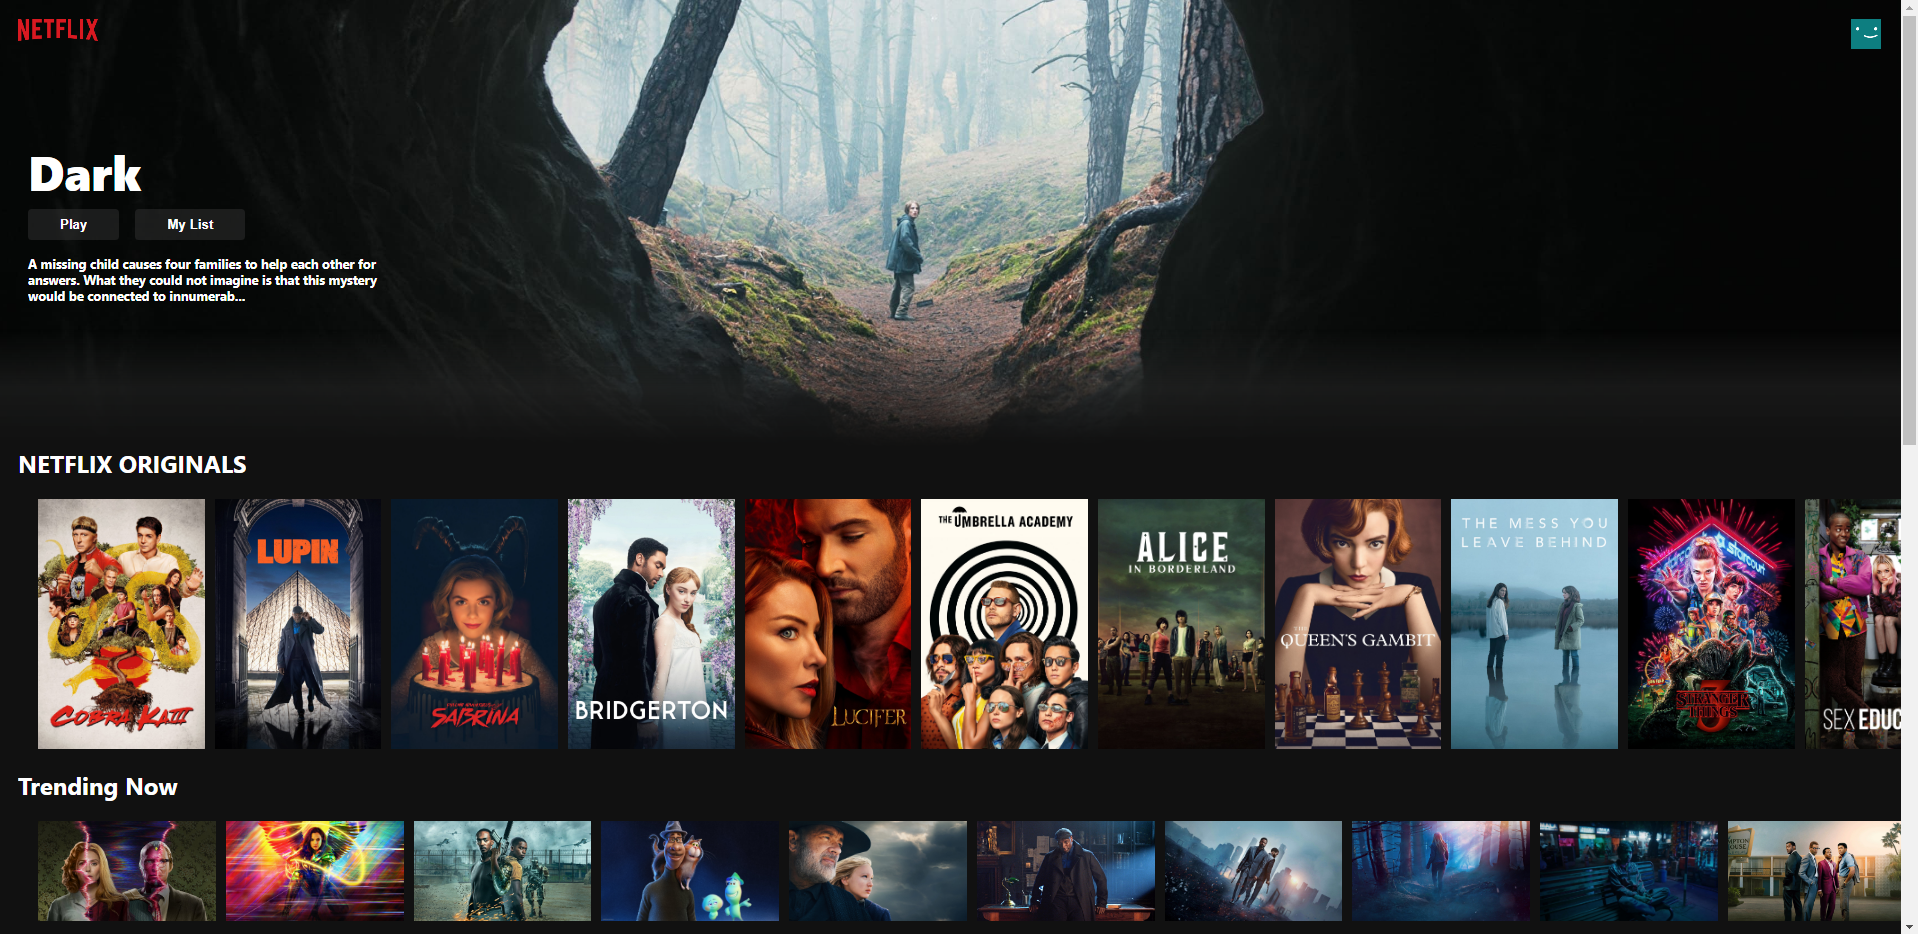 NETFLIX
Dark
Play
My List
A missing child causes four families to help each other for
answers. What they could not imagine is that this mystery
would be connected to innumerab...
NETFLIX ORIGINALS
COBRA KAI
LUPIN
SABRINA
BRIDGERTON
LUCIFER
THE UMBRELLA ACADEMY
ALICE
IN BORDERLAND
QUEEN'S GAMBIT
THE MESS YOU
LEAVE BEHIND
starcourt
STRANGER
THINGS
3
SEX EDUC
Trending Now